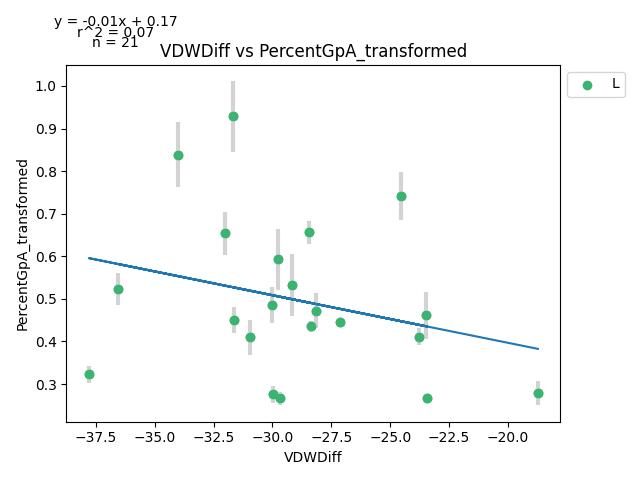 y = -0.01x + 0.17
r^2 = 0.07
n = 21
VDWDiff vs PercentGpA_transformed
L
PercentGpA_transformed
1.0
0.9
0.8
0.7
0.6
0.5
0.4
0.3
−37.5 −35.0 −32.5 −30.0 −27.5 −25.0 −22.5 −20.0
VDWDiff